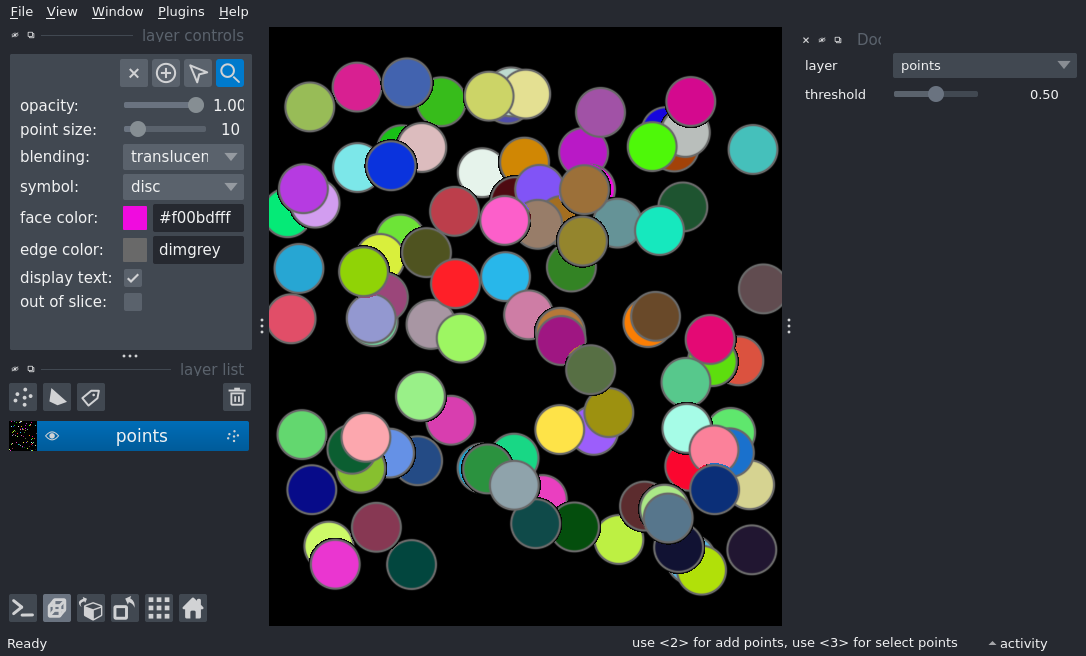 File View Window Plugins Help
layer controls
opacity: 1.00
point size: 10
blending: translucen
symbol: disc
face color: #f00bdfff
edge color: dimgrey
display text:
out of slice:
layer list
points
Doc
layer points
threshold 0.50
Ready
use <2> for add points, use <3> for select points
activity